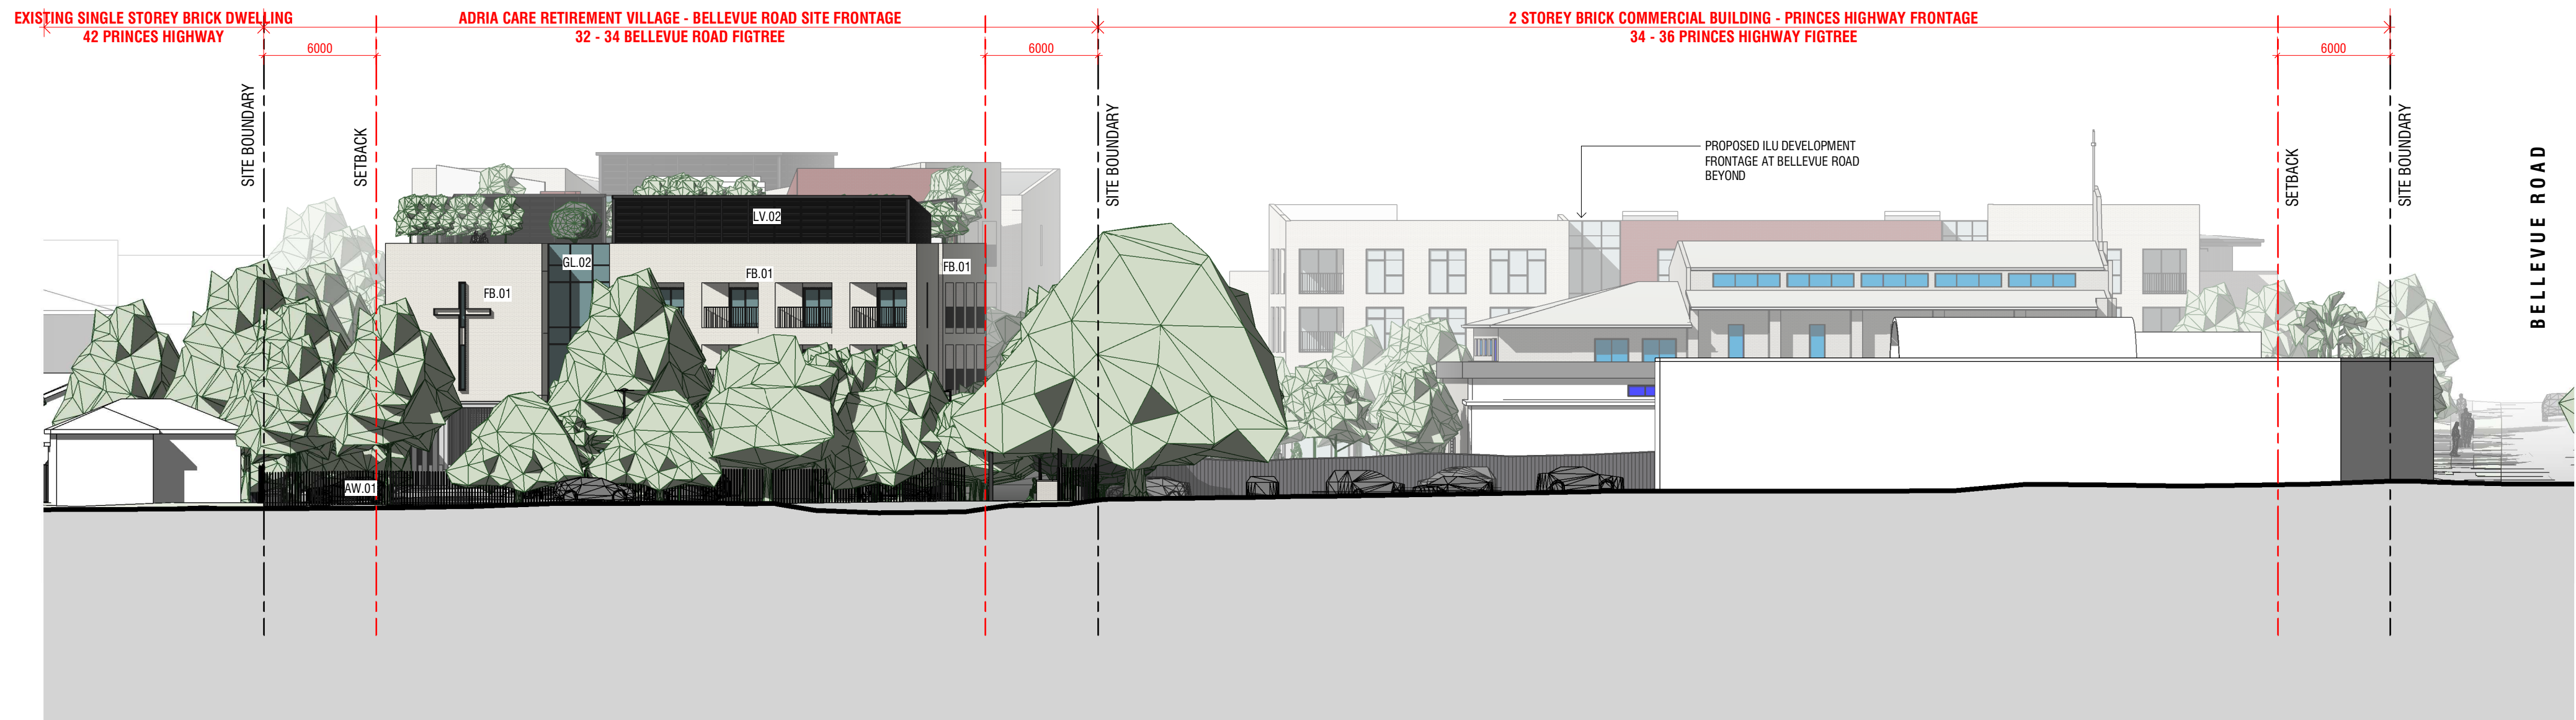 EXISTING SINGLE STOREY BRICK DWELLING
42 PRINCES HIGHWAY
ADRIA CARE RETIREMENT VILLAGE - BELLEVUE ROAD SITE FRONTAGE
32 - 34 BELLEVUE ROAD FIGTREE
2 STOREY BRICK COMMERCIAL BUILDING - PRINCES HIGHWAY FRONTAGE
34 - 36 PRINCES HIGHWAY FIGTREE
6000
6000
6000
SITE BOUNDARY
SETBACK
SITE BOUNDARY
PROPOSED ILU DEVELOPMENT
FRONTAGE AT BELLEVUE ROAD
BEYOND
SETBACK
SITE BOUNDARY
BELLEVUE ROAD
LV.02
GL.02
FB.01
FB.01
FB.01
AW.01